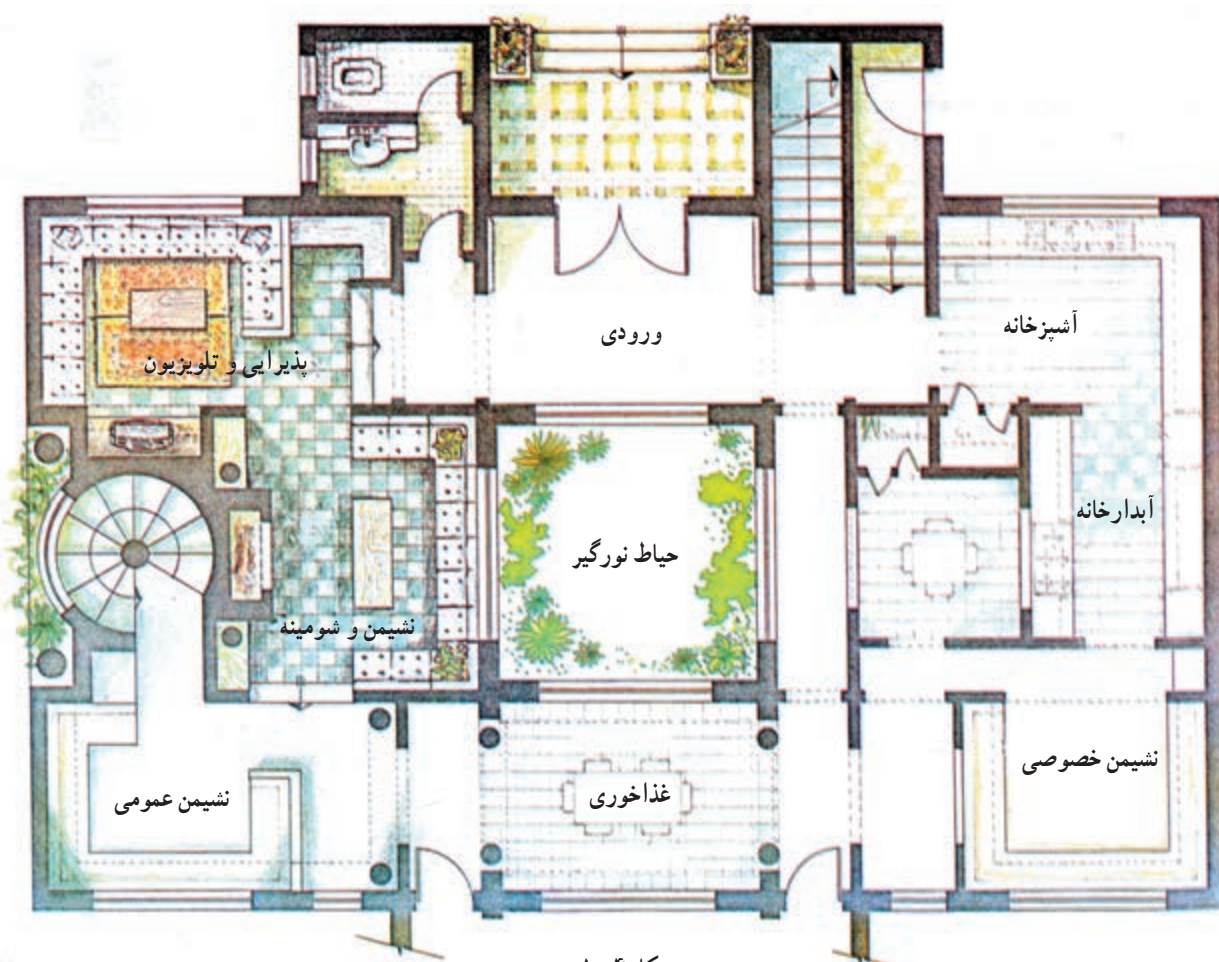 ورودی
آشپزخانه
پذیرایی و تلویزیون
آبدارخانه
حیاط نورگیر
نشیمن و شومینه
نشیمن خصوصی
غذاخوری
نشیمن عمومی